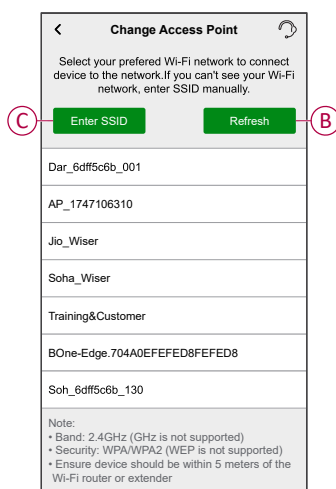 Change Access Point
Select your prefered Wi-Fi network to connect
device to the network.If you can't see your Wi-Fi
network, enter SSID manually.
C
Enter SSID
Refresh
B
Dar_6dff5c6b_001
AP_1747106310
Jio_Wiser
Soha_Wiser
Training&Customer
BOne-Edge.704A0EFEFED8FEFED8
Soh_6dff5c6b_130
Note:
• Band: 2.4GHz (GHz is not supported)
• Security: WPA/WPA2 (WEP is not supported)
• Ensure device should be within 5 meters of the
Wi-Fi router or extender